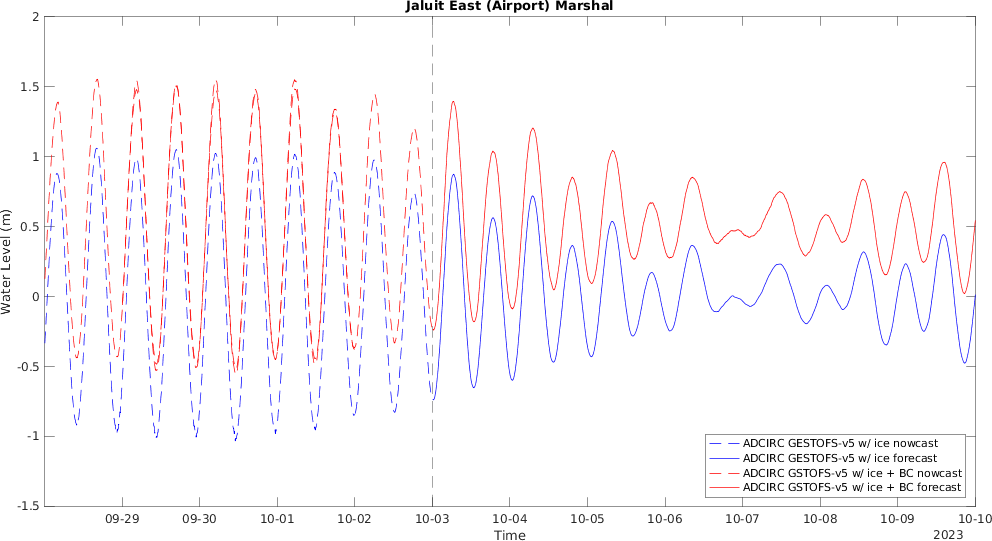 Jaluit East (Airport) Marshal
2
1.5
1
0.5
0
-0.5
-1
-1.5
Water Level (m)
09-29 09-30 10-01 10-02 10-03 10-04 10-05 10-06 10-07 10-08 10-09 10-10
Time
2023
ADCIRC GESTOFS-v5 w/ ice nowcast
ADCIRC GESTOFS-v5 w/ ice forecast
ADCIRC GSTOFS-v5 w/ ice + BC nowcast
ADCIRC GSTOFS-v5 w/ ice + BC forecast